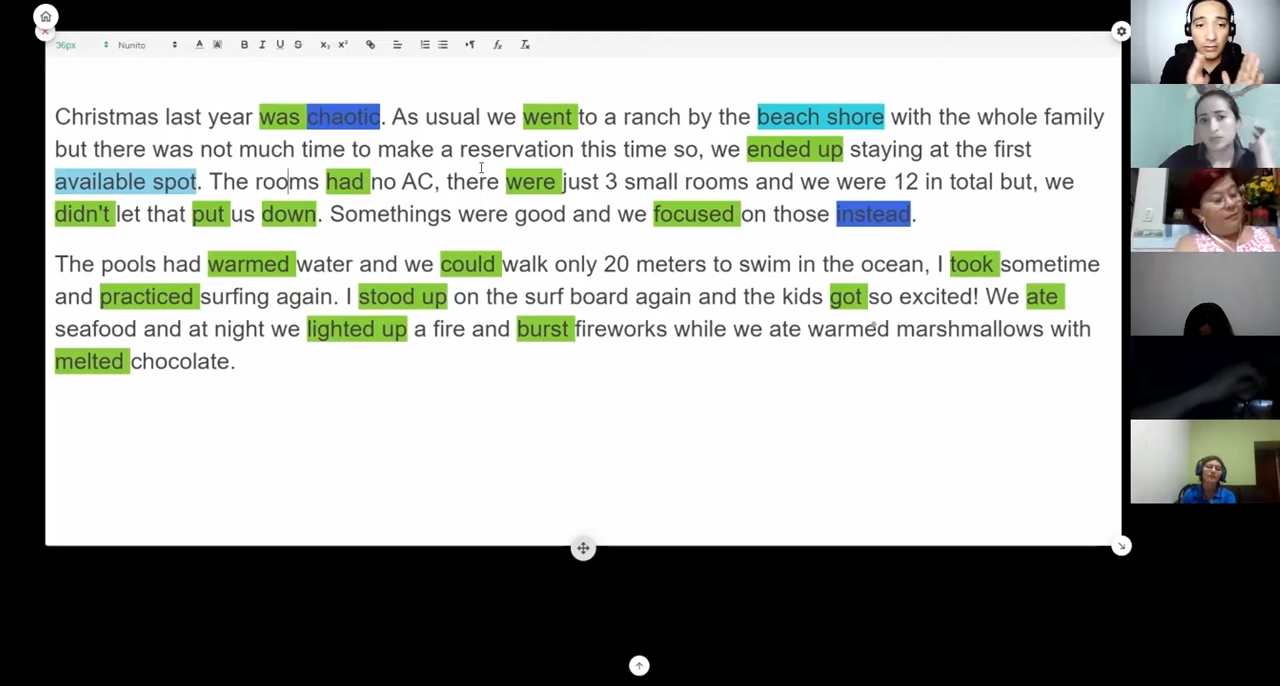 36px Nunito A A B I U S X₂ X² fx Tx
Christmas last year was chaotic. As usual we went to a ranch by the beach shore with the whole family
but there was not much time to make a reservation this time so, we ended up staying at the first
available spot. The rooms had no AC, there were just 3 small rooms and we were 12 in total but, we
didn't let that put us down. Somethings were good and we focused on those instead.
The pools had warmed water and we could walk only 20 meters to swim in the ocean, I took sometime
and practiced surfing again. I stood up on the surf board again and the kids got so excited! We ate
seafood and at night we lighted up a fire and burst fireworks while we ate warmed marshmallows with
melted chocolate.